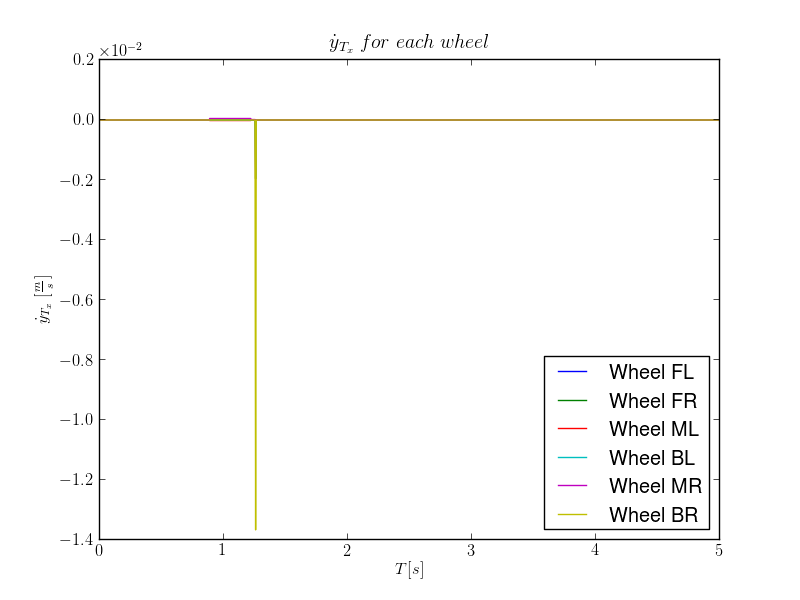 ẏ_{T_x} for each wheel
×10⁻²
0.2
0.0
−0.2
−0.4
−0.6
−0.8
−1.0
−1.2
−1.4
ẏ_{T_x} [m/s]
Wheel FL
Wheel FR
Wheel ML
Wheel BL
Wheel MR
Wheel BR
0 1 2 3 4 5
T[s]